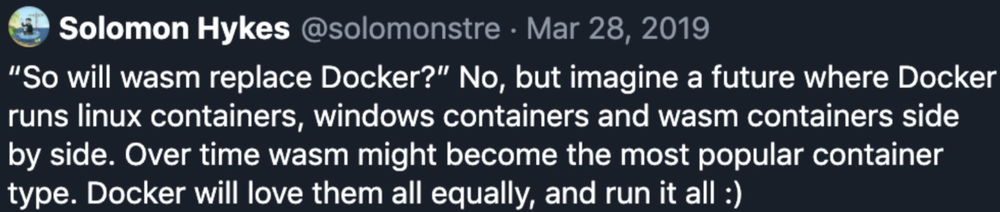 Solomon Hykes @solomonstre · Mar 28, 2019
“So will wasm replace Docker?” No, but imagine a future where Docker
runs linux containers, windows containers and wasm containers side
by side. Over time wasm might become the most popular container
type. Docker will love them all equally, and run it all :)